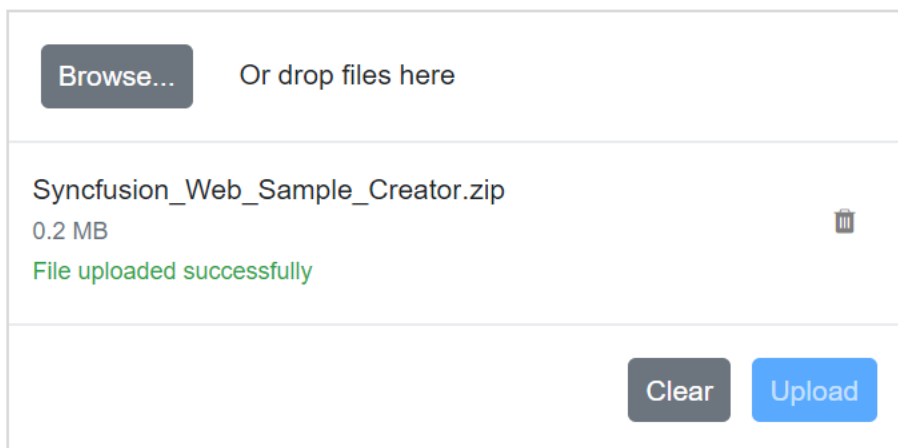 Browse... Or drop files here
Syncfusion_Web_Sample_Creator.zip
0.2 MB
File uploaded successfully
Clear Upload